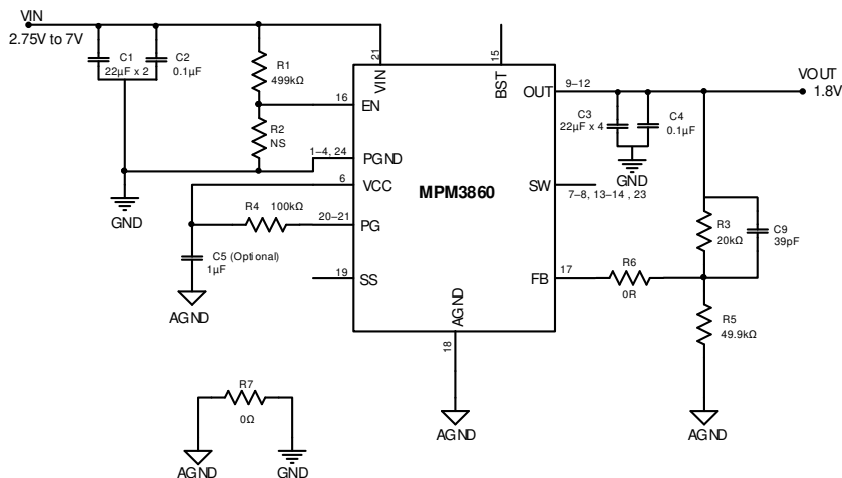 VIN
2.75V to 7V
C1
22µF x 2
C2
0.1µF
R1
499kΩ
R2
NS
GND
21
VIN
15
BST
16
EN
1–4, 24
PGND
6
VCC
MPM3860
R4
100kΩ
20–21
PG
C5 (Optional)
1µF
AGND
19
SS
AGND
18
AGND
9–12
OUT
C3
22µF x 4
C4
0.1µF
GND
VOUT
1.8V
SW
7–8, 13–14 , 23
R3
20kΩ
C9
39pF
17
FB
R6
0R
R5
49.9kΩ
AGND
R7
0Ω
AGND
GND